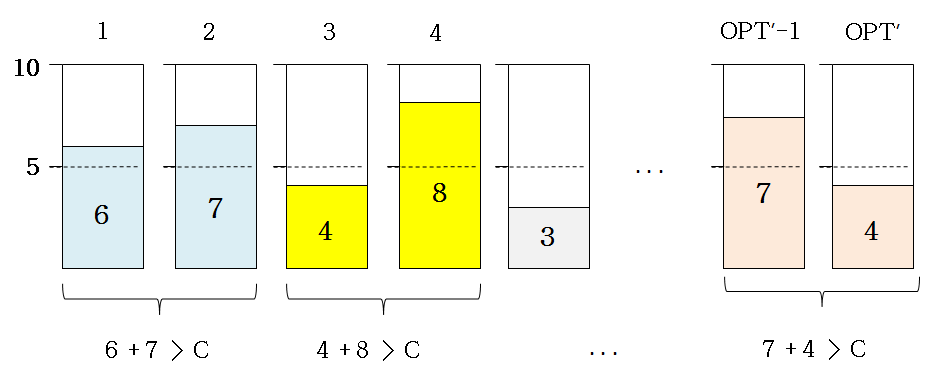 1 2 3 4 OPT′-1 OPT′
10
5
6 7 4 8 3 ... 7 4
6 + 7 > C 4 + 8 > C ... 7 + 4 > C